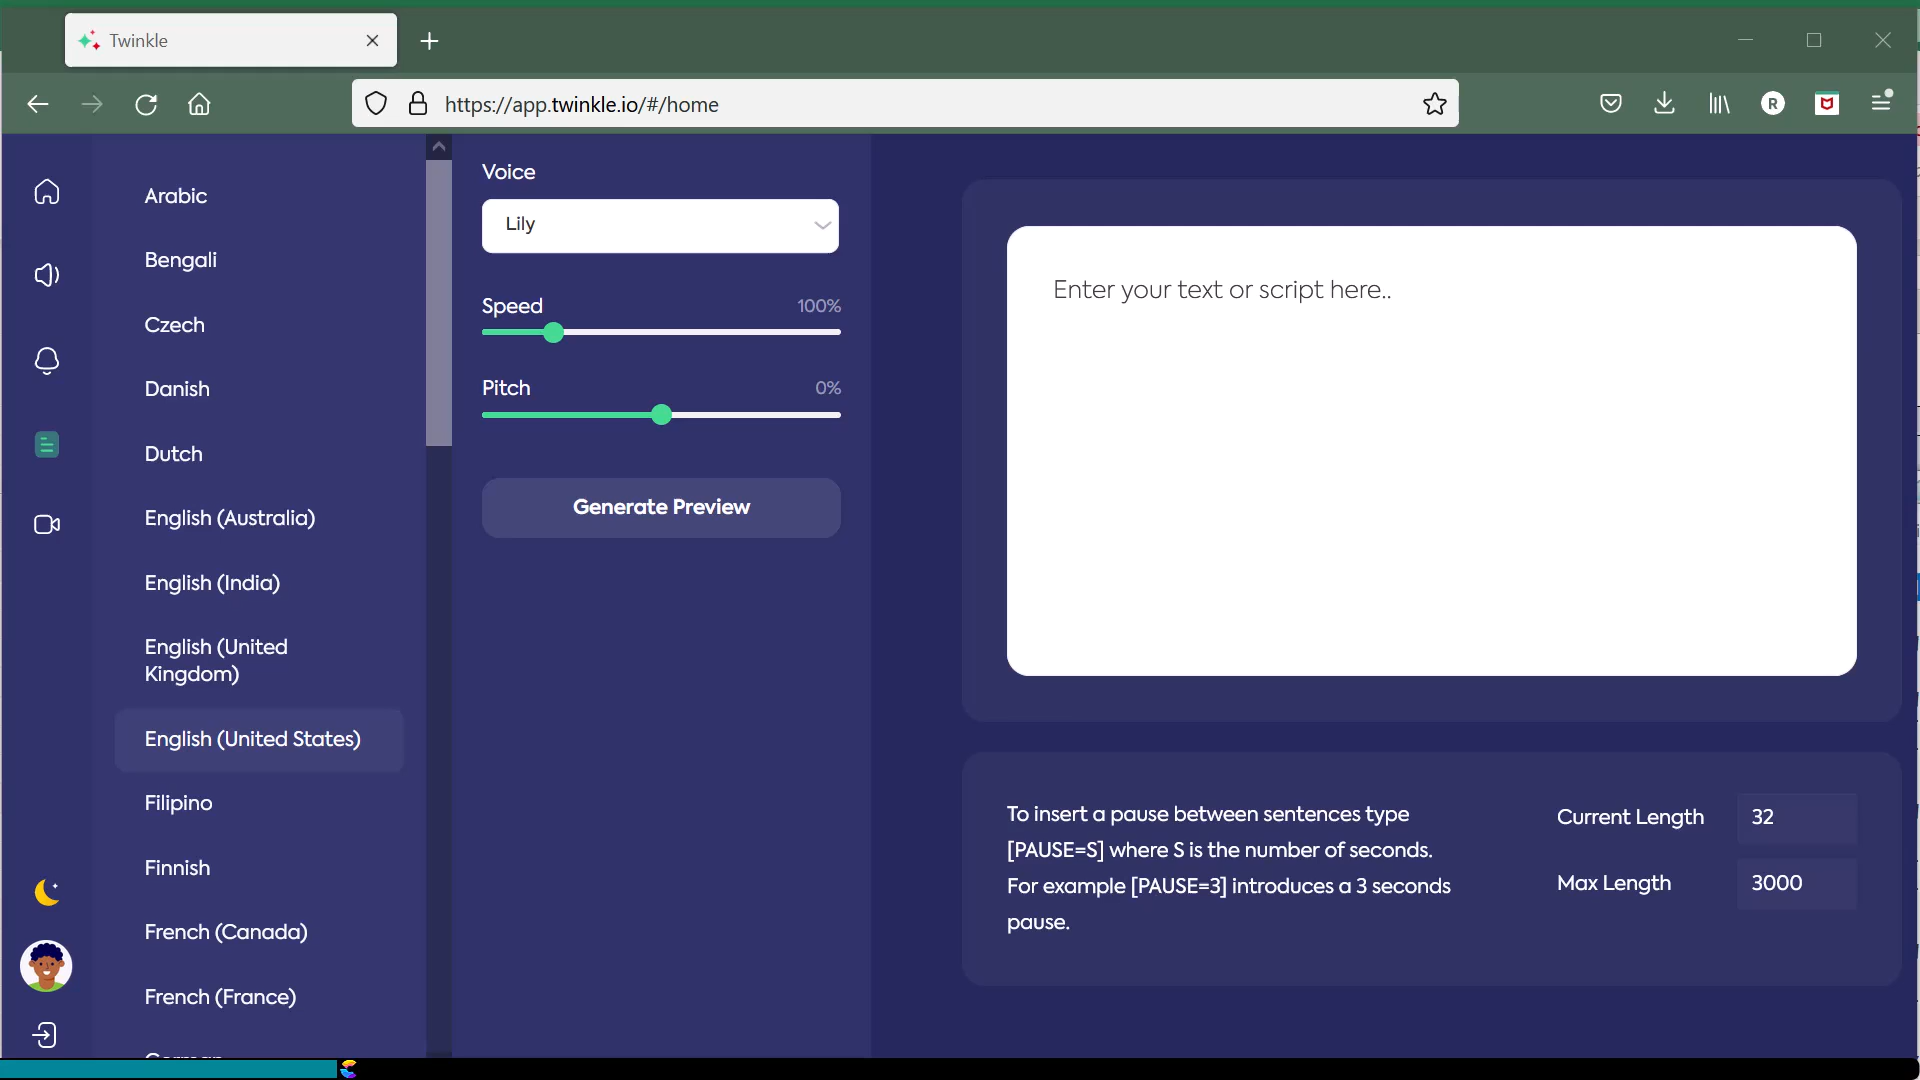 Twinkle
https://app.twinkle.io/#/home
R
Arabic
Bengali
Czech
Danish
Dutch
English (Australia)
English (India)
English (United
Kingdom)
English (United States)
Filipino
Finnish
French (Canada)
French (France)
Voice
Lily
Speed 100%
Pitch 0%
Generate Preview
Enter your text or script here..
To insert a pause between sentences type
[PAUSE=S] where S is the number of seconds.
For example [PAUSE=3] introduces a 3 seconds
pause.
Current Length 32
Max Length 3000